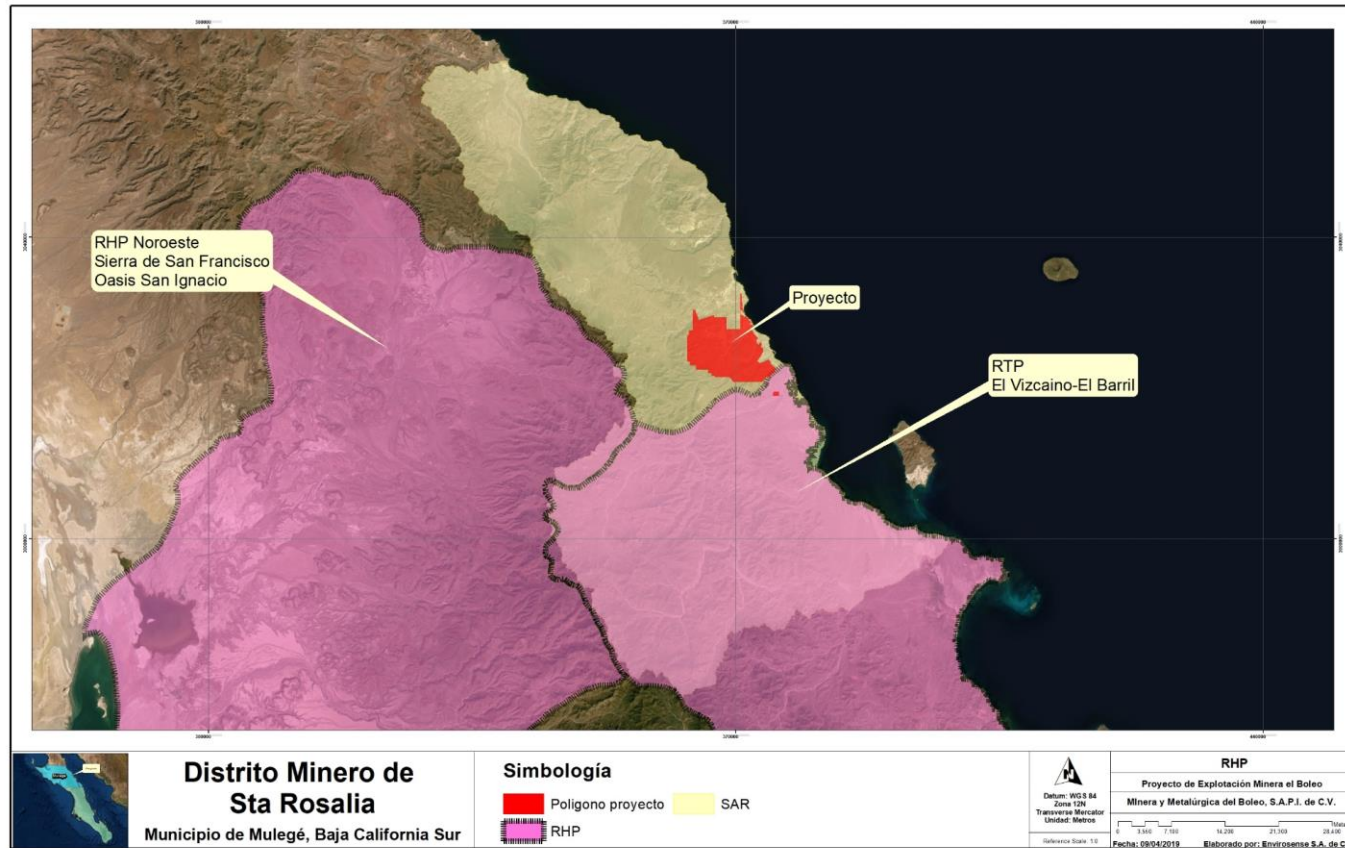 RHP Noroeste
Sierra de San Francisco
Oasis San Ignacio
Proyecto
RTP
El Vizcaino-El Barril
Distrito Minero de
Sta Rosalia
Municipio de Mulegé, Baja California Sur
Simbología
Poligono proyecto
SAR
RHP
Datum: WGS 84
Zona 12N
Transverse Mercator
Unidad: Metros
RHP
Proyecto de Explotación Minera el Boleo
MInera y Metalúrgica del Boleo, S.A.P.I. de C.V.
Fecha: 09/04/2019
Elaborado por: Envirosense S.A. de C